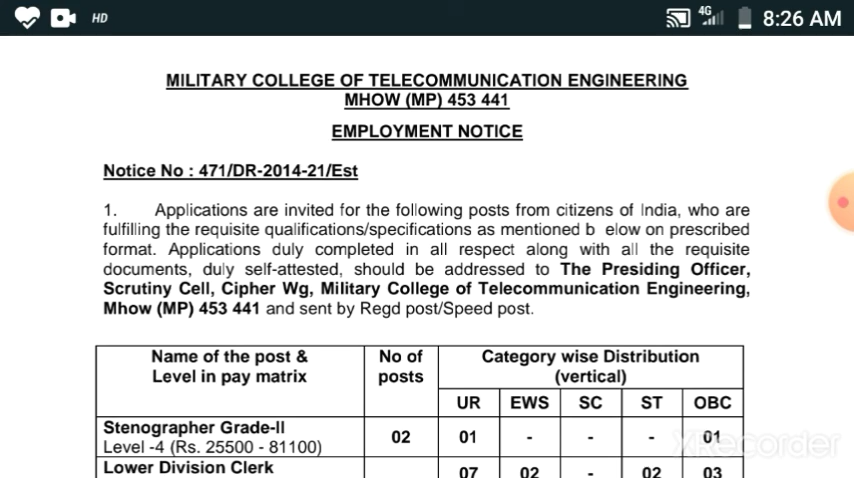 HD
4G
8:26 AM
MILITARY COLLEGE OF TELECOMMUNICATION ENGINEERING
MHOW (MP) 453 441
EMPLOYMENT NOTICE
Notice No : 471/DR-2014-21/Est
1. Applications are invited for the following posts from citizens of India, who are
fulfilling the requisite qualifications/specifications as mentioned b elow on prescribed
format. Applications duly completed in all respect along with all the requisite
documents, duly self-attested, should be addressed to The Presiding Officer,
Scrutiny Cell, Cipher Wg, Military College of Telecommunication Engineering,
Mhow (MP) 453 441 and sent by Regd post/Speed post.
Name of the post & No of Category wise Distribution
Level in pay matrix posts (vertical)
UR EWS SC ST OBC
Stenographer Grade-II
Level -4 (Rs. 25500 - 81100) 02 01 - - - 01
XRecorder
Lower Division Clerk
07 02 - 02 03